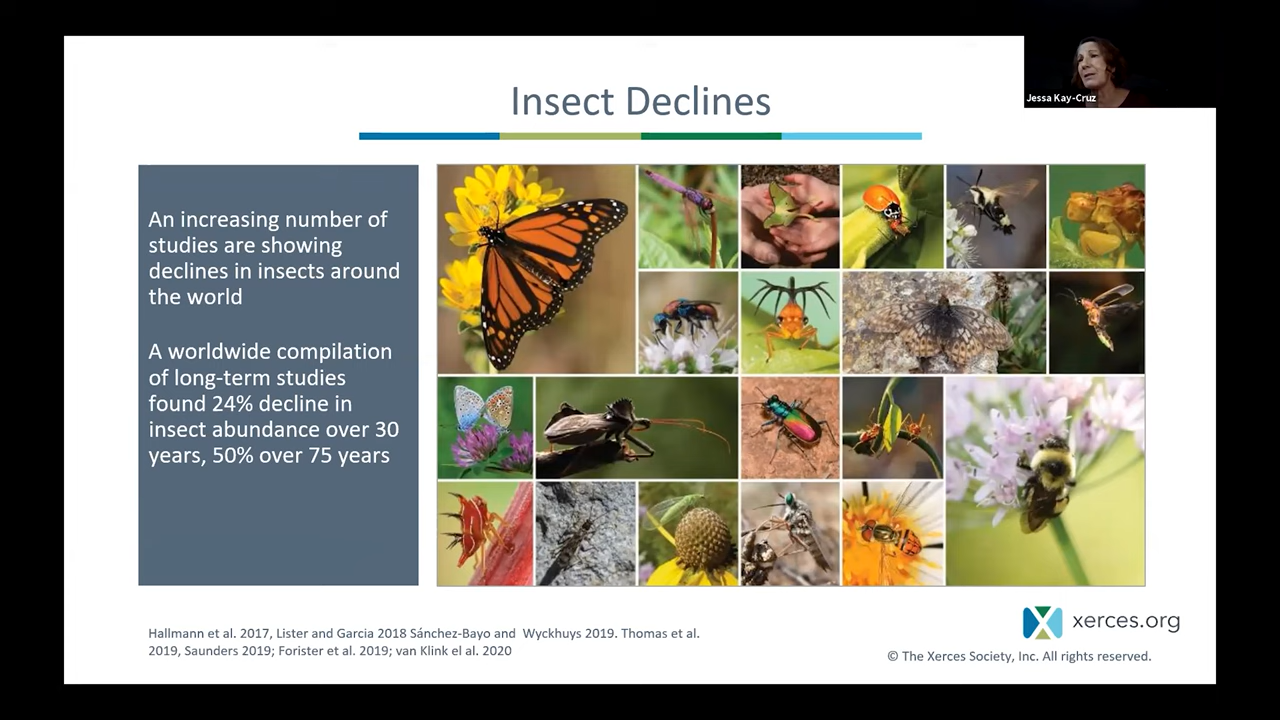 Insect Declines
Jessa Kay-Cruz
An increasing number of
studies are showing
declines in insects around
the world
A worldwide compilation
of long-term studies
found 24% decline in
insect abundance over 30
years, 50% over 75 years
Hallmann et al. 2017, Lister and Garcia 2018 Sánchez-Bayo and Wyckhuys 2019. Thomas et al.
2019, Saunders 2019; Forister et al. 2019; van Klink el al. 2020
xerces.org
© The Xerces Society, Inc. All rights reserved.